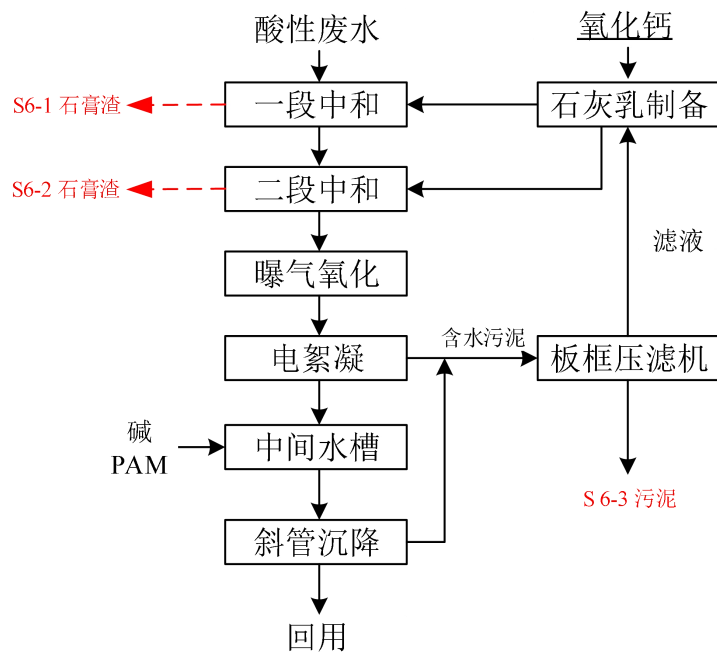 酸性废水
氧化钙
S6-1 石膏渣
一段中和
石灰乳制备
S6-2 石膏渣
二段中和
滤液
曝气氧化
含水污泥
电絮凝
板框压滤机
碱
PAM
中间水槽
S 6-3 污泥
斜管沉降
回用